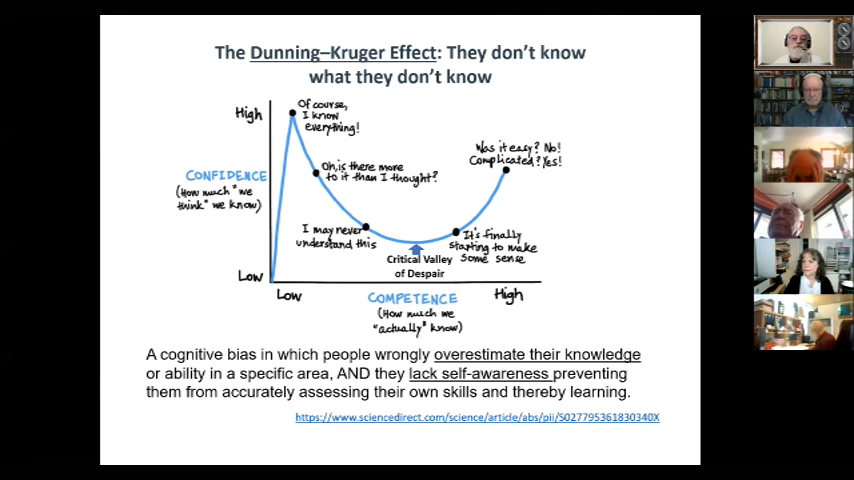 The Dunning–Kruger Effect: They don't know
what they don't know
High
Of course,
I know
everything!
Was it easy? No!
Complicated? Yes!
Oh, is there more
to it than I thought?
CONFIDENCE
(How much "we
think" we know)
I may never
understand this
It's finally
starting to make
some sense
Critical Valley
of Despair
Low
Low
COMPETENCE
High
(How much we
"actually" know)
A cognitive bias in which people wrongly overestimate their knowledge
or ability in a specific area, AND they lack self-awareness preventing
them from accurately assessing their own skills and thereby learning.
https://www.sciencedirect.com/science/article/abs/pii/S027795361830340X